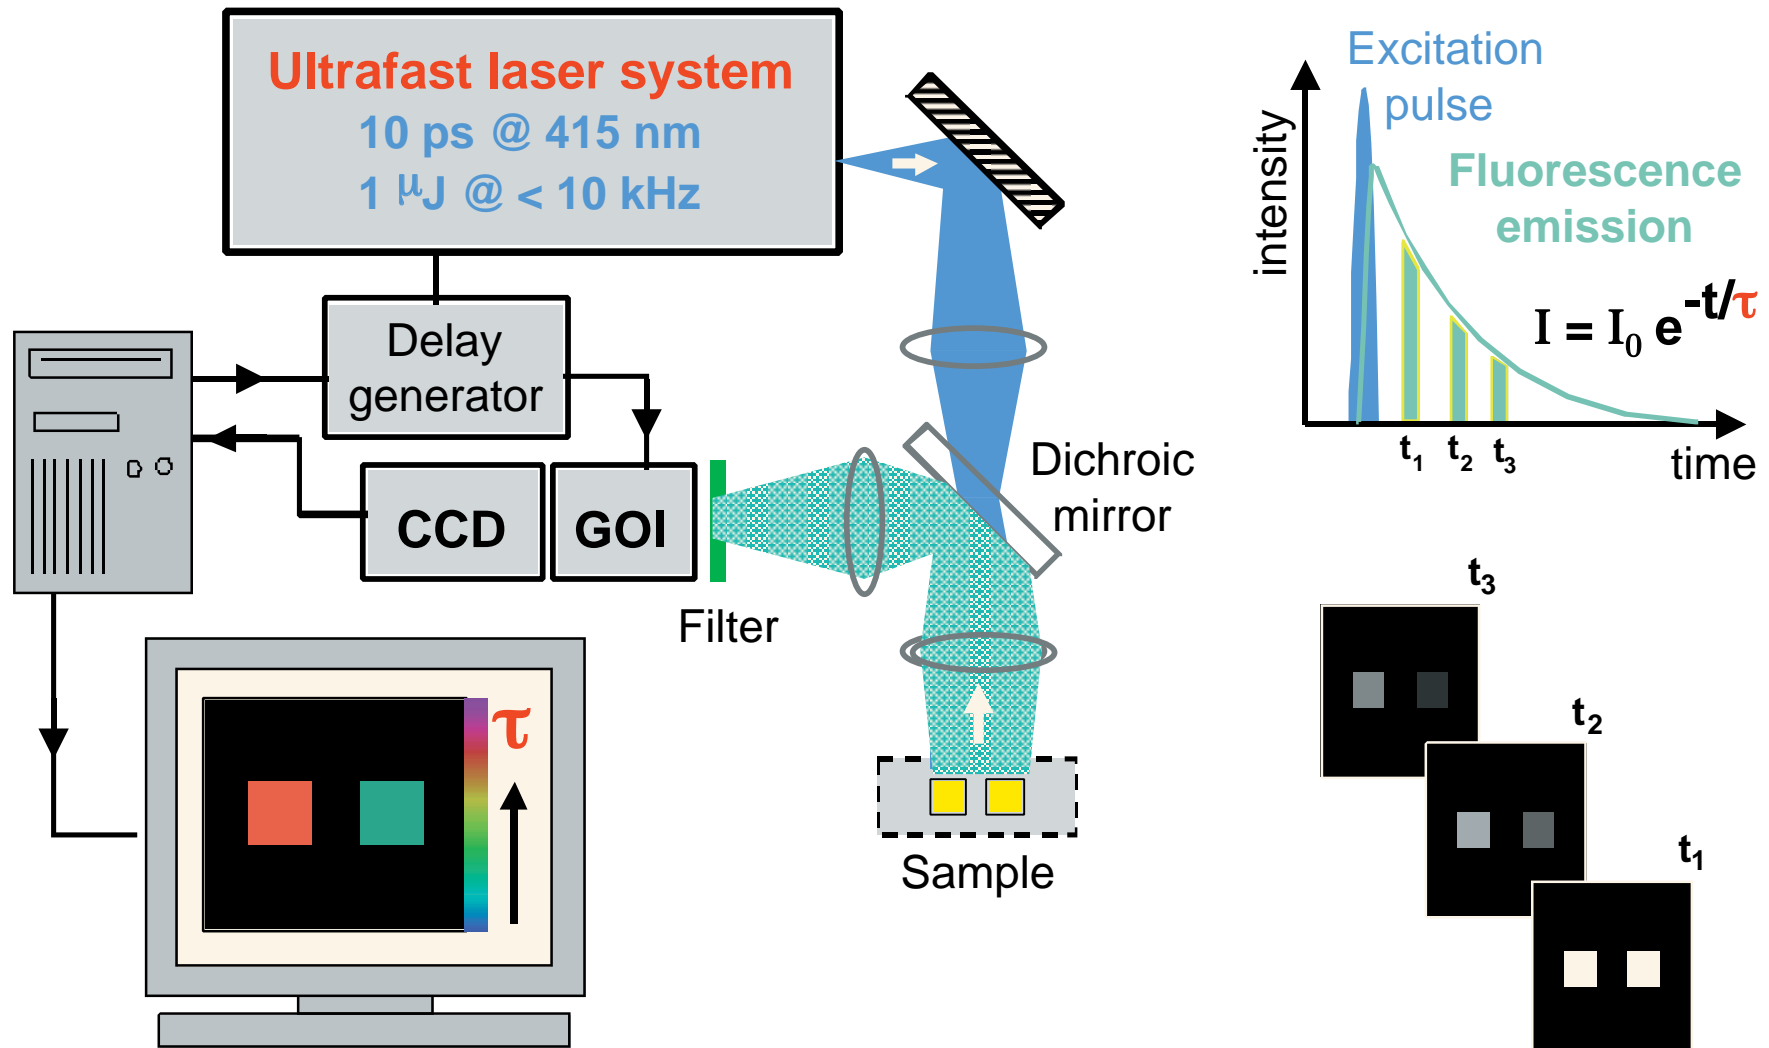 Ultrafast laser system
10 ps @ 415 nm
1 μJ @ < 10 kHz
Delay
generator
CCD
GOI
Filter
Dichroic
mirror
Sample
τ
Excitation
pulse
Fluorescence
emission
intensity
I = I₀ e^-t/τ
t₁ t₂ t₃
time
t₃
t₂
t₁